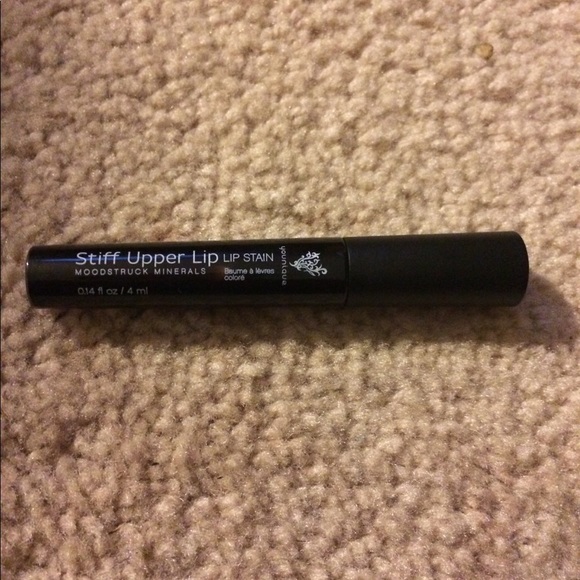 Stiff Upper Lip LIP STAIN
MOODSTRUCK MINERALS
Baume à lèvres
coloré
0.14 fl oz / 4 ml
younique